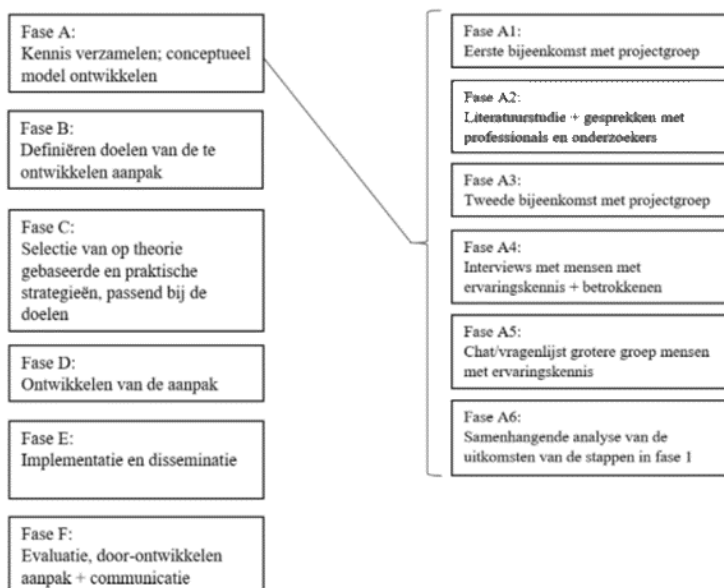 Fase A:
Kennis verzamelen; conceptueel
model ontwikkelen
Fase B:
Definiëren doelen van de te
ontwikkelen aanpak
Fase C:
Selectie van op theorie
gebaseerde en praktische
strategieën, passend bij de
doelen
Fase D:
Ontwikkelen van de aanpak
Fase E:
Implementatie en disseminatie
Fase F:
Evaluatie, door-ontwikkelen
aanpak + communicatie
Fase A1:
Eerste bijeenkomst met projectgroep
Fase A2:
Literatuurstudie + gesprekken met
professionals en onderzoekers
Fase A3:
Tweede bijeenkomst met projectgroep
Fase A4:
Interviews met mensen met
ervaringskennis + betrokkenen
Fase A5:
Chat/vragenlijst grotere groep mensen
met ervaringskennis
Fase A6:
Samenhangende analyse van de
uitkomsten van de stappen in fase 1